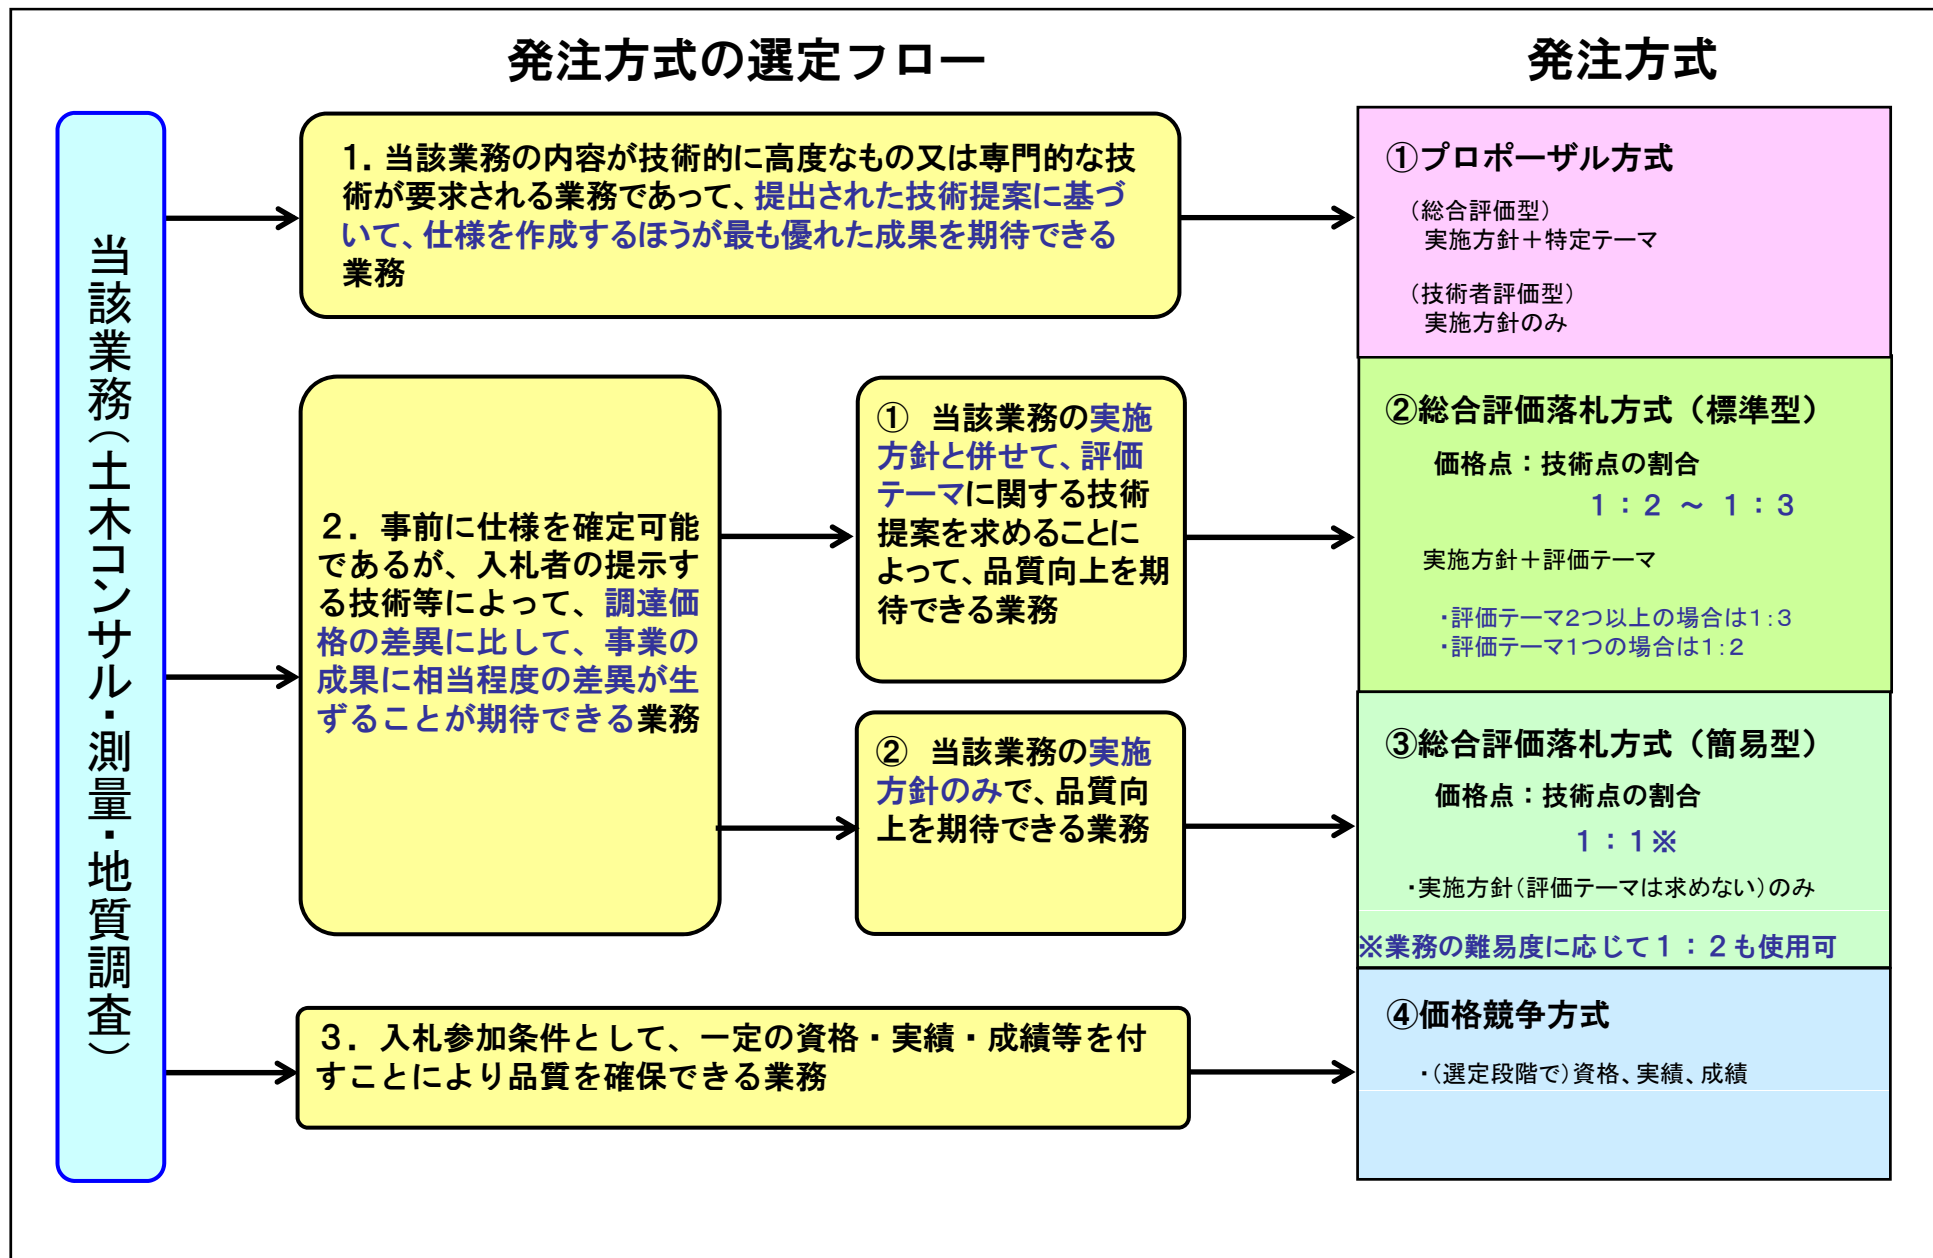 発注方式の選定フロー
発注方式
当該業務（土木コンサル・測量・地質調査）
１．当該業務の内容が技術的に高度なもの又は専門的な技
術が要求される業務であって、提出された技術提案に基づ
いて、仕様を作成するほうが最も優れた成果を期待できる
業務
①プロポーザル方式
（総合評価型）
実施方針＋特定テーマ
（技術者評価型）
実施方針のみ
２．事前に仕様を確定可能
であるが、入札者の提示す
る技術等によって、調達価
格の差異に比して、事業の
成果に相当程度の差異が生
ずることが期待できる業務
①　当該業務の実施
方針と併せて、評価
テーマに関する技術
提案を求めることに
よって、品質向上を期
待できる業務
②総合評価落札方式（標準型）
価格点：技術点の割合
１：２ ～ １：３
実施方針＋評価テーマ
・評価テーマ2つ以上の場合は1：3
・評価テーマ1つの場合は1：2
②　当該業務の実施
方針のみで、品質向
上を期待できる業務
③総合評価落札方式（簡易型）
価格点：技術点の割合
１：１※
・実施方針（評価テーマは求めない）のみ
※業務の難易度に応じて１：２も使用可
３．入札参加条件として、一定の資格・実績・成績等を付
すことにより品質を確保できる業務
④価格競争方式
・（選定段階で）資格、実績、成績